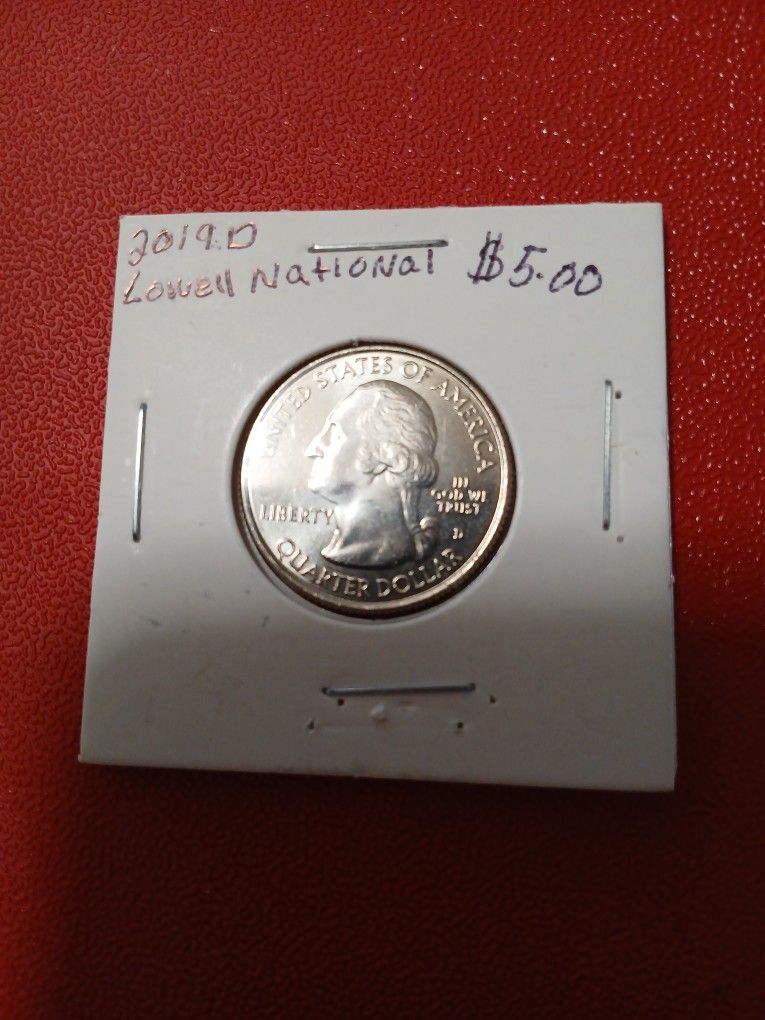 2019.D
Lowell National $5.00
UNITED STATES OF AMERICA
LIBERTY
IN
GOD WE
TRUST
D
QUARTER DOLLAR